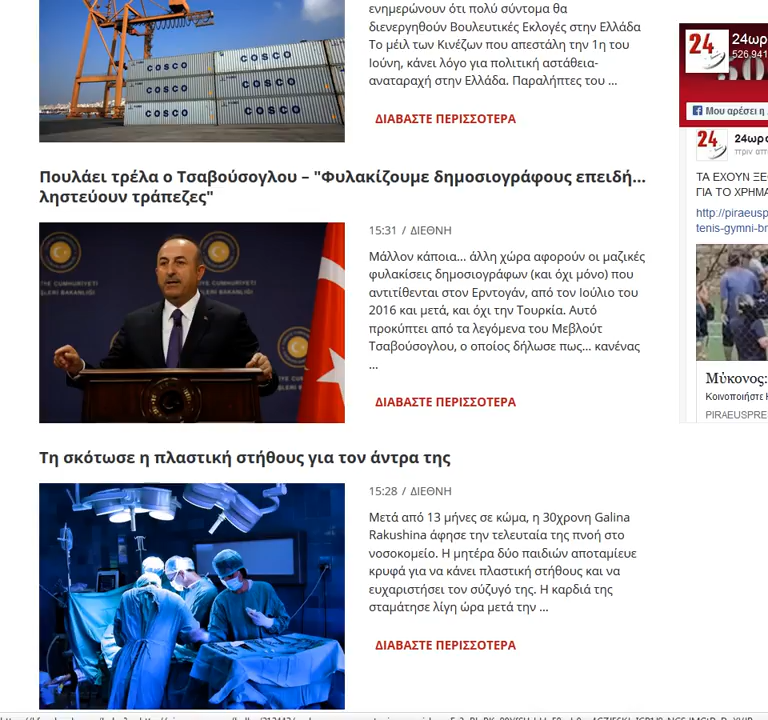 ενημερώνουν ότι πολύ σύντομα θα
διενεργηθούν Βουλευτικές Εκλογές στην Ελλάδα
Το μέιλ των Κινέζων που απεστάλη την 1η του
Ιούνη, κάνει λόγο για πολιτική αστάθεια-
αναταραχή στην Ελλάδα. Παραλήπτες του ...
COSCO COSCO
COSCO COSCO
COSCO COSCO
ΔΙΑΒΑΣΤΕ ΠΕΡΙΣΣΟΤΕΡΑ
Πουλάει τρέλα ο Τσαβούσογλου – "Φυλακίζουμε δημοσιογράφους επειδή...
ληστεύουν τράπεζες"
15:31 / ΔΙΕΘΝΗ
Μάλλον κάποια... άλλη χώρα αφορούν οι μαζικές
φυλακίσεις δημοσιογράφων (και όχι μόνο) που
αντιτίθενται στον Ερντογάν, από τον Ιούλιο του
2016 και μετά, και όχι την Τουρκία. Αυτό
προκύπτει από τα λεγόμενα του Μεβλούτ
Τσαβούσογλου, ο οποίος δήλωσε πως... κανένας
...
ΔΙΑΒΑΣΤΕ ΠΕΡΙΣΣΟΤΕΡΑ
Τη σκότωσε η πλαστική στήθους για τον άντρα της
15:28 / ΔΙΕΘΝΗ
Μετά από 13 μήνες σε κώμα, η 30χρονη Galina
Rakushina άφησε την τελευταία της πνοή στο
νοσοκομείο. Η μητέρα δύο παιδιών αποταμίευε
κρυφά για να κάνει πλαστική στήθους και να
ευχαριστήσει τον σύζυγό της. Η καρδιά της
σταμάτησε λίγη ώρα μετά την ...
ΔΙΑΒΑΣΤΕ ΠΕΡΙΣΣΟΤΕΡΑ
24
24ωρ
526.941
Μου αρέσει η
24
24ωρο
πριν απ
ΤΑ ΕΧΟΥΝ ΞΕ
ΓΙΑ ΤΟ ΧΡΗΜΑ
http://piraeusp
tenis-gymni-br
Μύκονος:
Κοινοποιήστε
PIRAEUSPRES